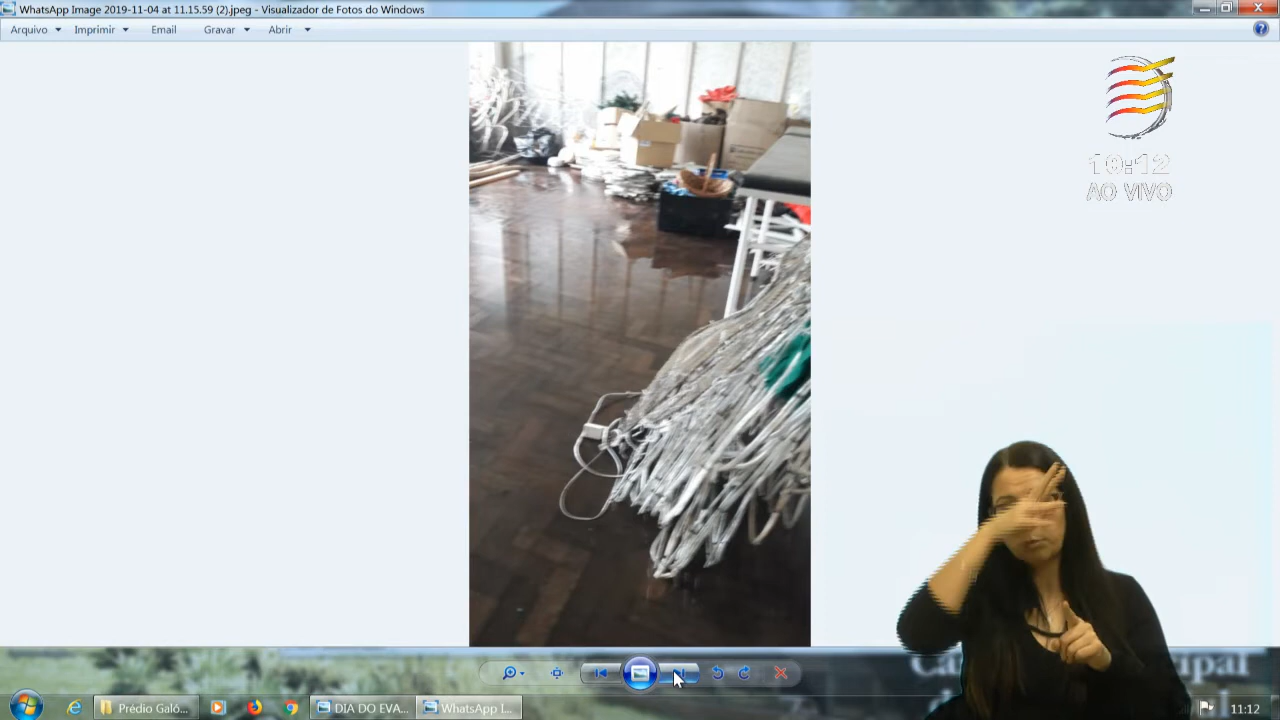 WhatsApp Image 2019-11-04 at 11.15.59 (2).jpeg - Visualizador de Fotos do Windows
Arquivo Imprimir Email Gravar Abrir
10:12
AO VIVO
Prédio Galó...
DIA DO EVA...
WhatsApp I...
11:12